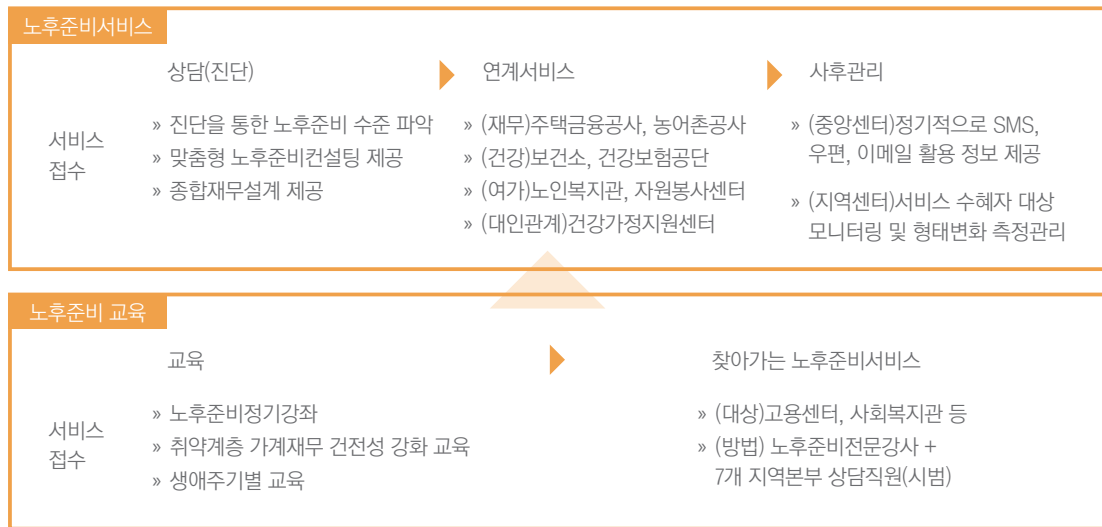 노후준비서비스
서비스
접수
상담(진단)
» 진단을 통한 노후준비 수준 파악
» 맞춤형 노후준비컨설팅 제공
» 종합재무설계 제공
연계서비스
» (재무)주택금융공사, 농어촌공사
» (건강)보건소, 건강보험공단
» (여가)노인복지관, 자원봉사센터
» (대인관계)건강가정지원센터
사후관리
» (중앙센터)정기적으로 SMS,
우편, 이메일 활용 정보 제공
» (지역센터)서비스 수혜자 대상
모니터링 및 형태변화 측정관리
노후준비 교육
서비스
접수
교육
» 노후준비정기강좌
» 취약계층 가계재무 건전성 강화 교육
» 생애주기별 교육
찾아가는 노후준비서비스
» (대상)고용센터, 사회복지관 등
» (방법) 노후준비전문강사 +
7개 지역본부 상담직원(시범)